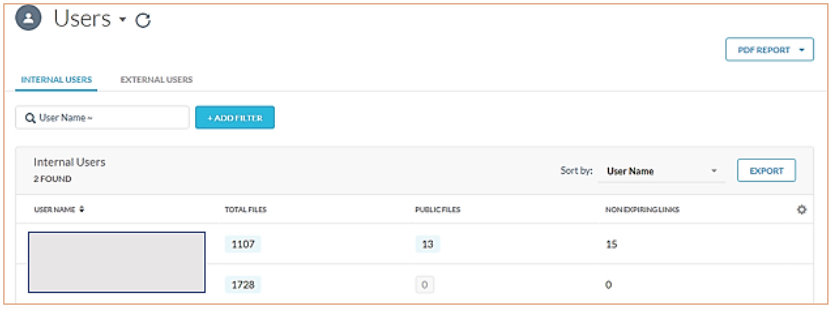 Users
PDF REPORT
INTERNAL USERS EXTERNAL USERS
User Name ~ + ADD FILTER
Internal Users
2 FOUND
Sort by: User Name EXPORT
USER NAME TOTAL FILES PUBLIC FILES NON EXPIRING LINKS
1107 13 15
1728 0 0